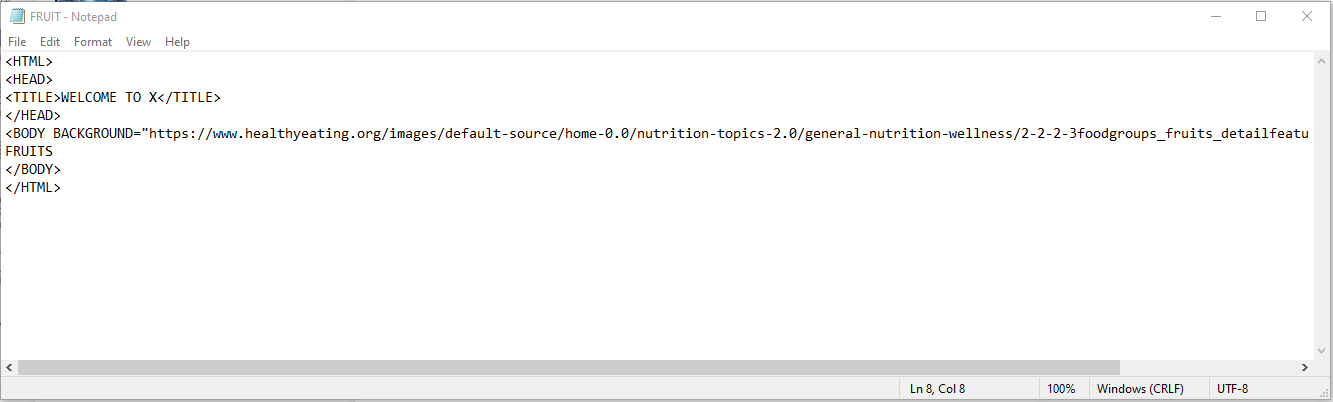 FRUIT - Notepad
File Edit Format View Help
<HTML>
<HEAD>
<TITLE>WELCOME TO X</TITLE>
</HEAD>
<BODY BACKGROUND="https://www.healthyeating.org/images/default-source/home-0.0/nutrition-topics-2.0/general-nutrition-wellness/2-2-2-3foodgroups_fruits_detailfeatu
FRUITS
</BODY>
</HTML>
Ln 8, Col 8 100% Windows (CRLF) UTF-8